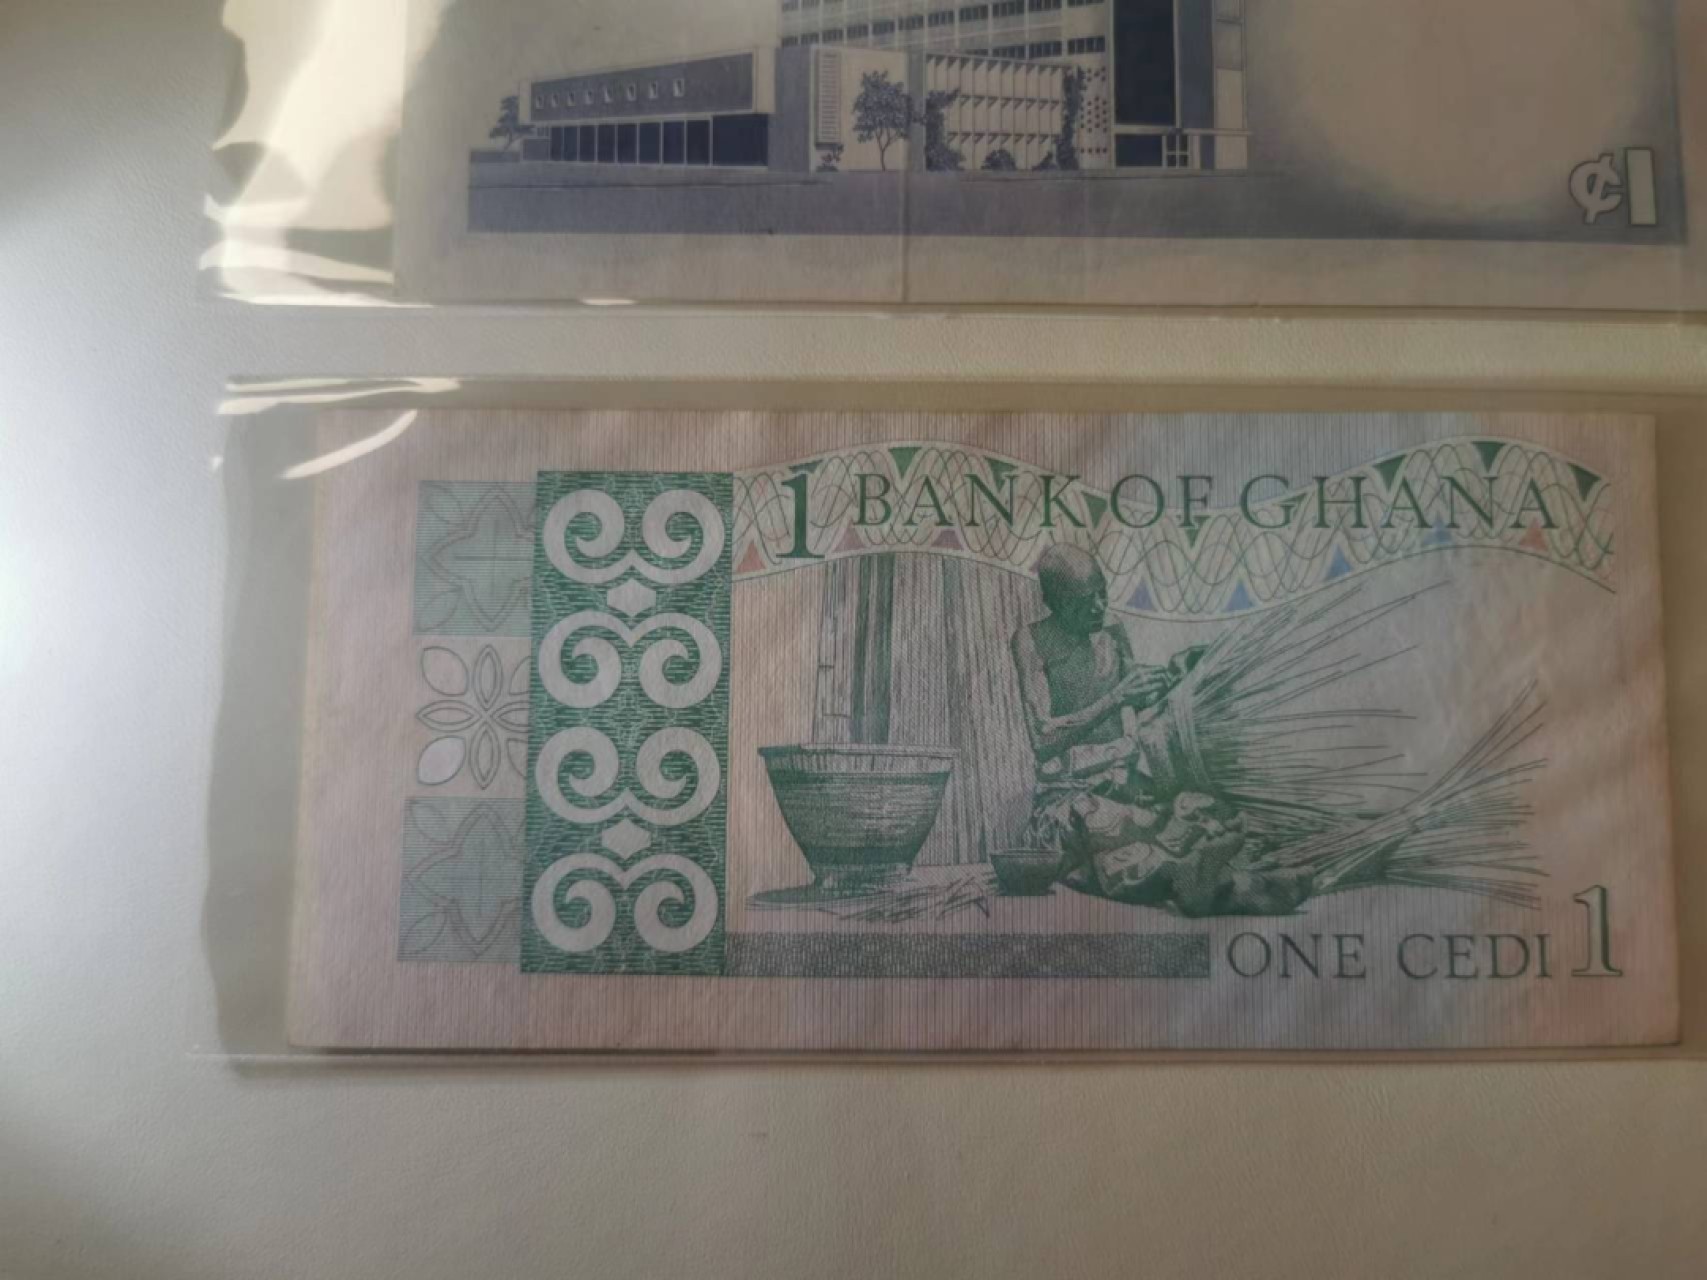 ¢1
1 BANK OF GHANA
ONE CEDI 1